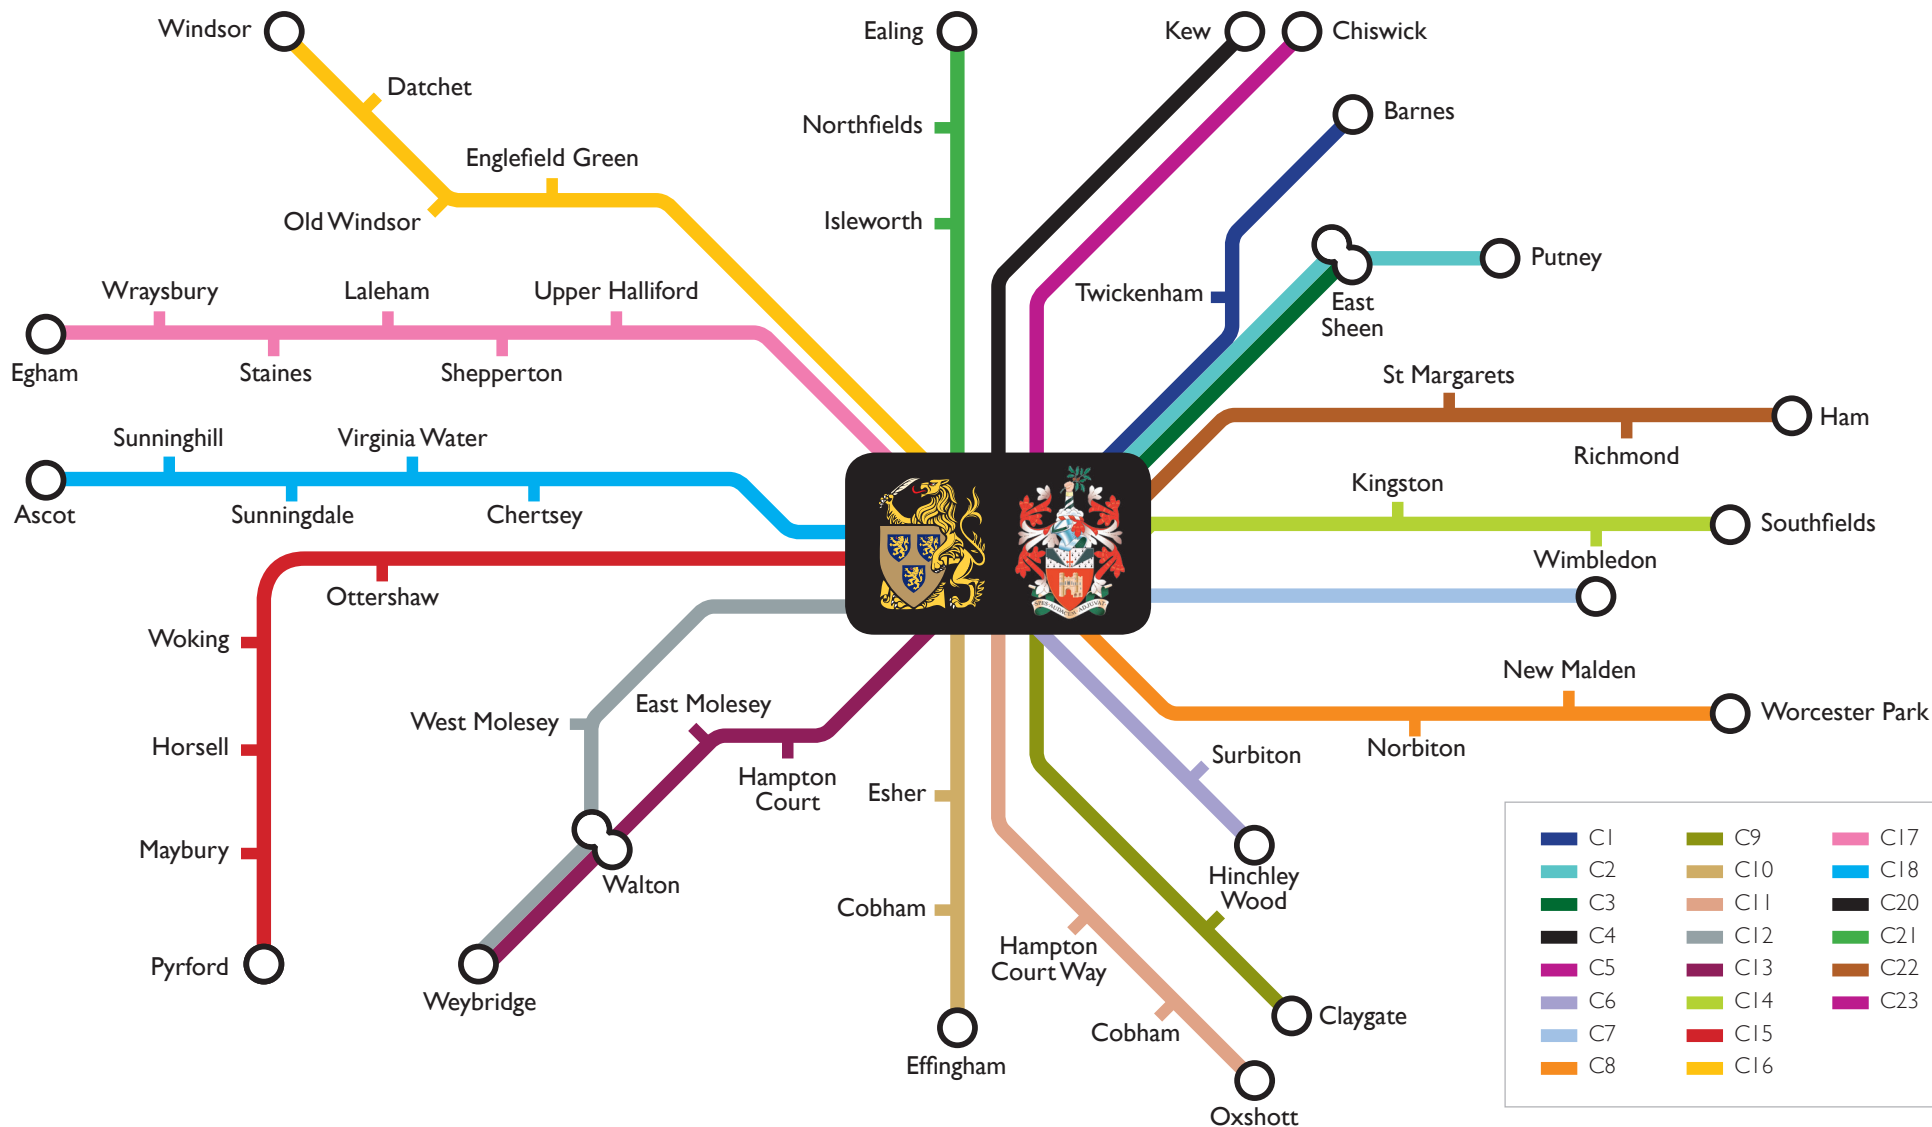 Windsor
Ealing
Kew
Chiswick
Datchet
Barnes
Northfields
Englefield Green
Old Windsor
Isleworth
Putney
Wraysbury
Laleham
Upper Halliford
Twickenham
East
Sheen
Egham
Staines
Shepperton
St Margarets
Ham
Sunninghill
Virginia Water
Richmond
Kingston
Ascot
Sunningdale
Chertsey
Southfields
Wimbledon
Ottershaw
SPES AUDACEM ADJUVAT
Woking
New Malden
East Molesey
West Molesey
Worcester Park
Horsell
Norbiton
Surbiton
Hampton
Court
Esher
Maybury
Walton
Hinchley
Wood
Cobham
Hampton
Court Way
Pyrford
Weybridge
Claygate
Cobham
Effingham
Oxshott
C1
C2
C3
C4
C5
C6
C7
C8
C9
C10
C11
C12
C13
C14
C15
C16
C17
C18
C20
C21
C22
C23